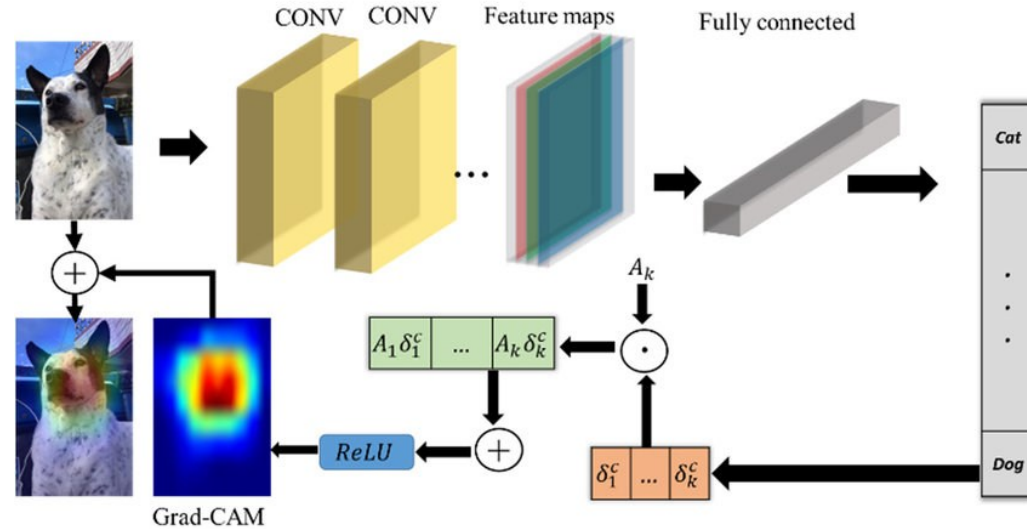 CONV CONV Feature maps Fully connected
Cat
...
.
.
.
A_k
A_1δ_1^c ... A_kδ_k^c
+
·
ReLU
+
δ_1^c ... δ_k^c
Dog
Grad-CAM